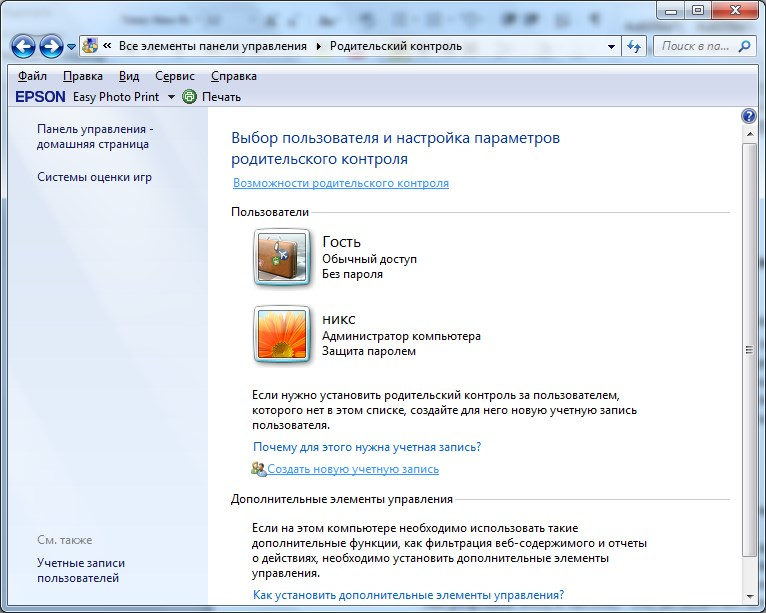 « Все элементы панели управления ▸ Родительский контроль
Поиск в па...
Файл Правка Вид Сервис Справка
EPSON Easy Photo Print Печать
Панель управления -
домашняя страница
Системы оценки игр
Выбор пользователя и настройка параметров
родительского контроля
Возможности родительского контроля
Пользователи
Гость
Обычный доступ
Без пароля
никс
Администратор компьютера
Защита паролем
Если нужно установить родительский контроль за пользователем,
которого нет в этом списке, создайте для него новую учетную запись
пользователя.
Почему для этого нужна учетная запись?
Создать новую учетную запись
Дополнительные элементы управления
Если на этом компьютере необходимо использовать такие
дополнительные функции, как фильтрация веб-содержимого и отчеты
о действиях, необходимо установить дополнительные элементы
управления.
Как установить дополнительные элементы управления?
См. также
Учетные записи
пользователей